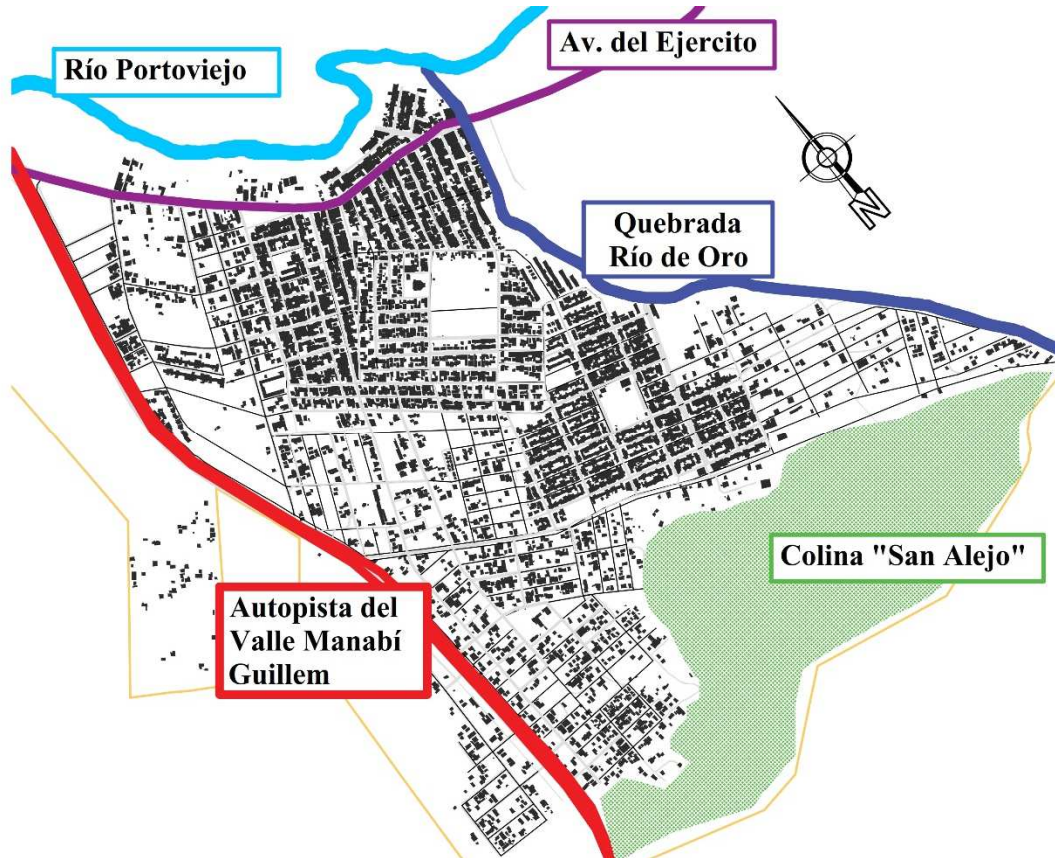 Río Portoviejo
Av. del Ejercito
N
Quebrada
Río de Oro
Colina "San Alejo"
Autopista del
Valle Manabí
Guillem